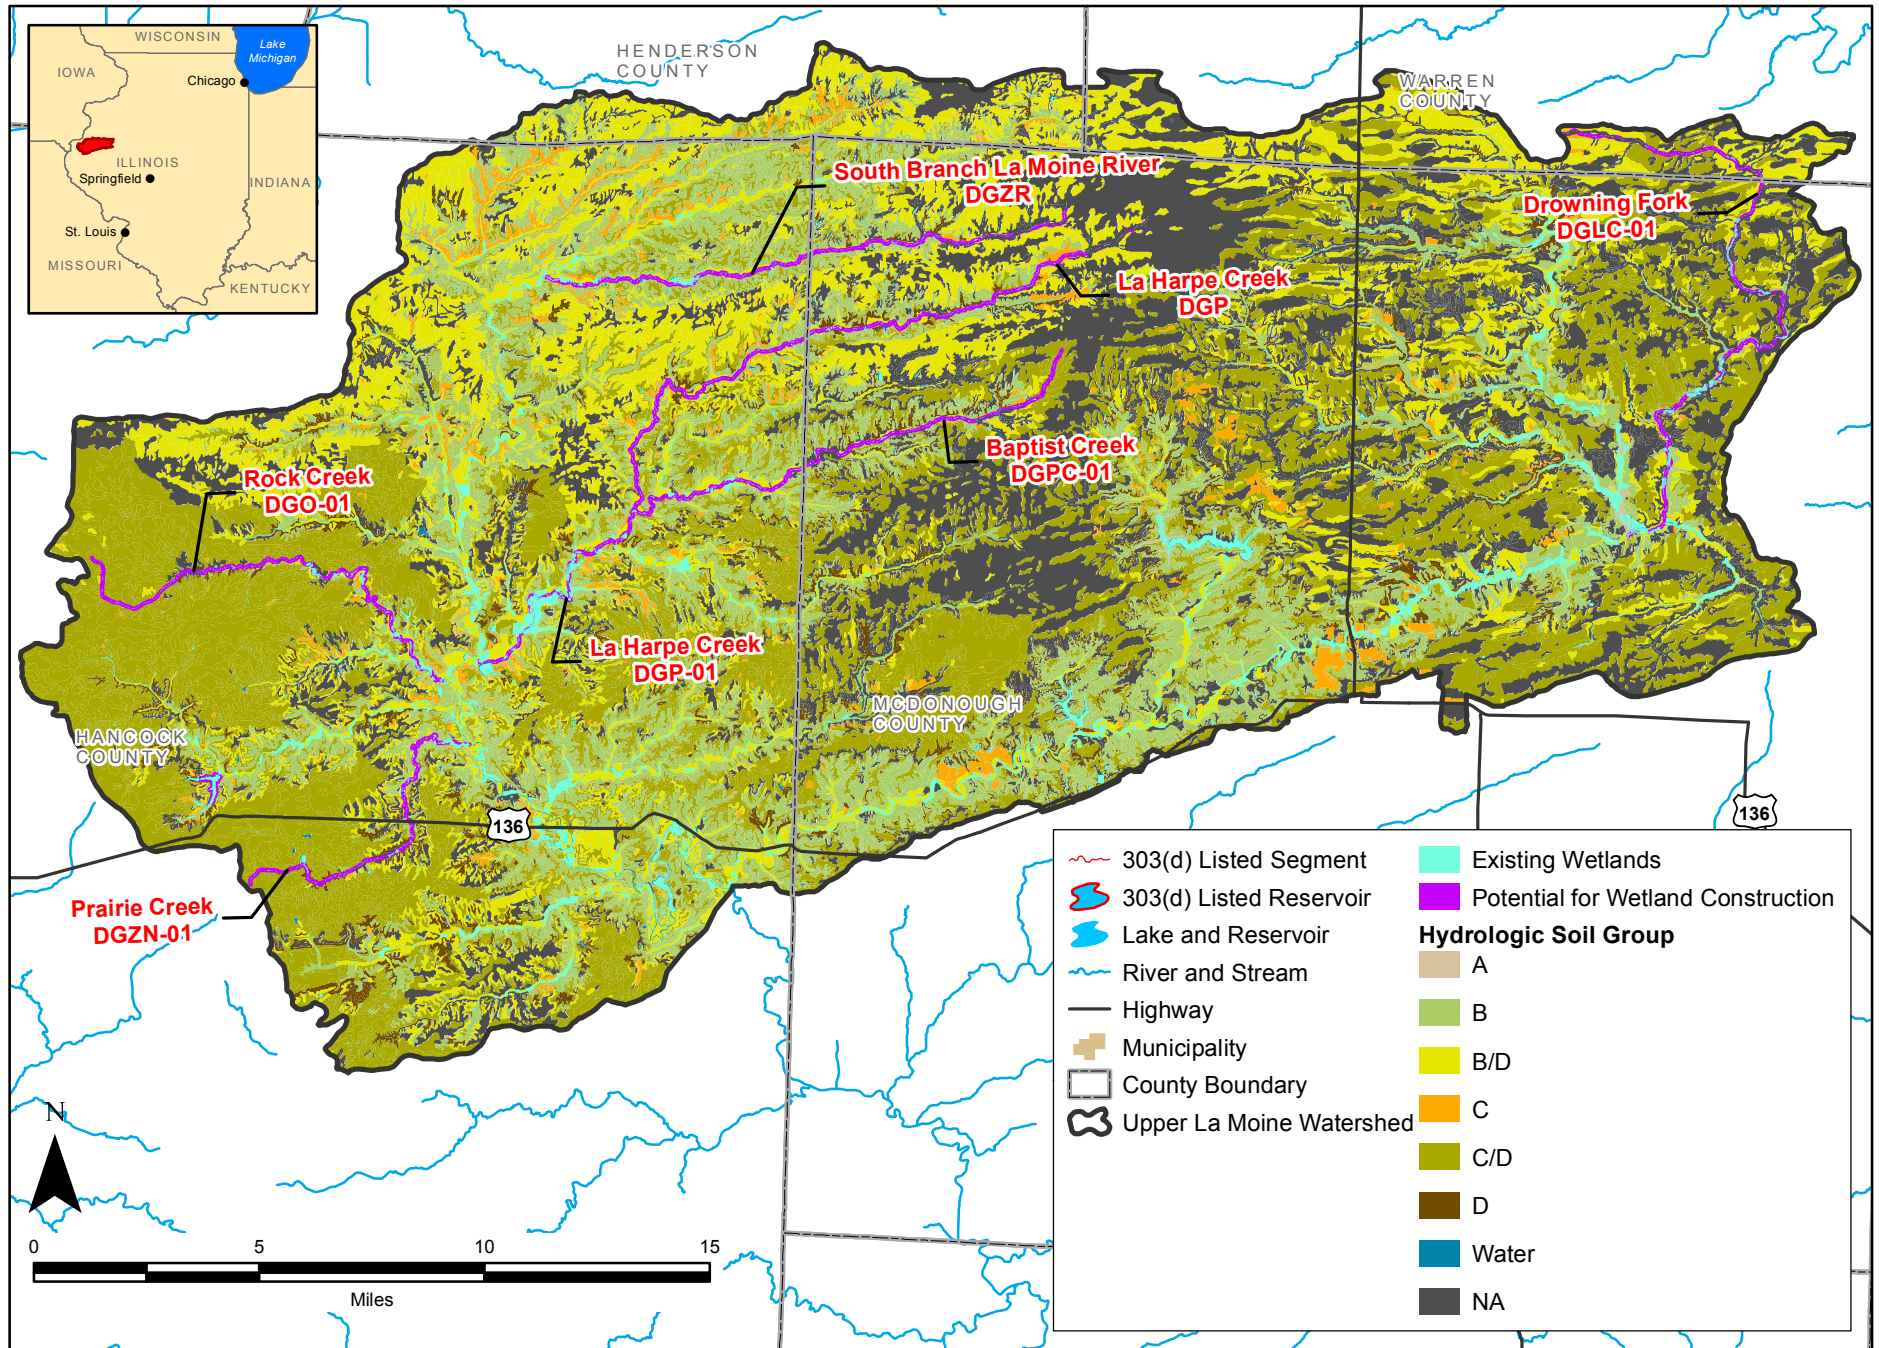 WISCONSIN
Lake
Michigan
IOWA
Chicago
ILLINOIS
Springfield
INDIANA
St. Louis
MISSOURI
KENTUCKY
HENDERSON
COUNTY
WARREN
COUNTY
South Branch La Moine River
DGZR
Drowning Fork
DGLC-01
La Harpe Creek
DGP
Baptist Creek
DGPC-01
Rock Creek
DGO-01
La Harpe Creek
DGP-01
MCDONOUGH
COUNTY
HANCOCK
COUNTY
136
136
Prairie Creek
DGZN-01
303(d) Listed Segment
303(d) Listed Reservoir
Lake and Reservoir
River and Stream
Highway
Municipality
County Boundary
Upper La Moine Watershed
Existing Wetlands
Potential for Wetland Construction
Hydrologic Soil Group
A
B
B/D
C
C/D
D
Water
NA
N
0 5 10 15
Miles